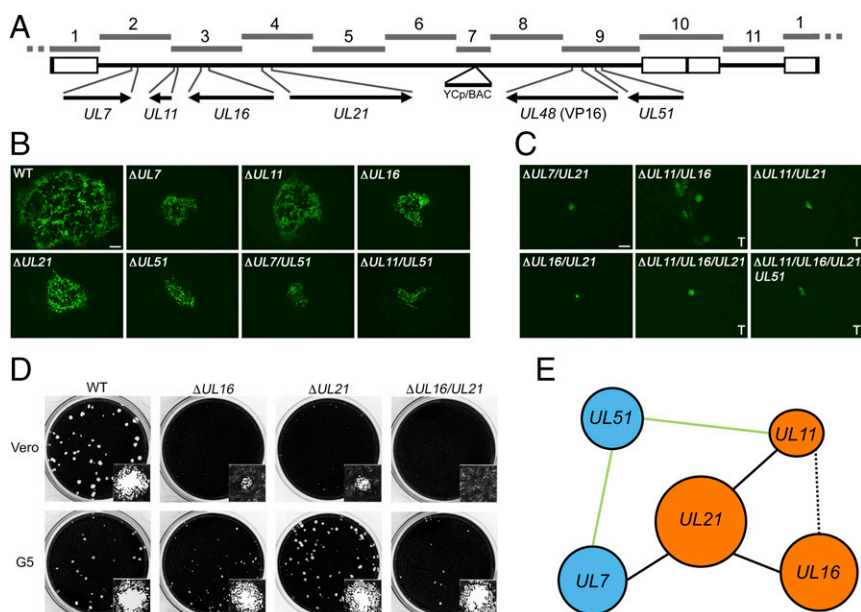 A
1 2 3 4 5 6 7 8 9 10 11 1
YCp/BAC
UL7 UL11 UL16 UL21 UL48 (VP16) UL51
B
WT ΔUL7 ΔUL11 ΔUL16
ΔUL21 ΔUL51 ΔUL7/UL51 ΔUL11/UL51
C
ΔUL7/UL21 ΔUL11/UL16 ΔUL11/UL21
T T
ΔUL16/UL21 ΔUL11/UL16/UL21 ΔUL11/UL16/UL21/
UL51
T T
D
WT ΔUL16 ΔUL21 ΔUL16/UL21
Vero
G5
E
UL51
UL11
UL21
UL7
UL16